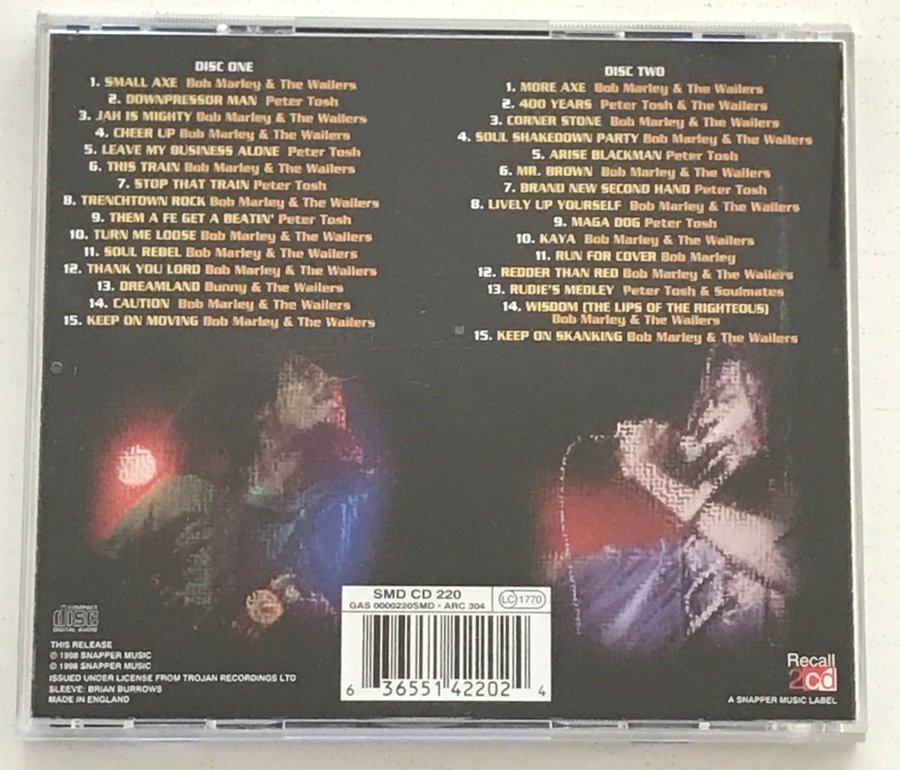 DISC ONE
1. SMALL AXE Bob Marley & The Wailers
2. DOWNPRESSOR MAN Peter Tosh
3. JAH IS MIGHTY Bob Marley & The Wailers
4. CHEER UP Bob Marley & The Wailers
5. LEAVE MY BUSINESS ALONE Peter Tosh
6. THIS TRAIN Bob Marley & The Wailers
7. STOP THAT TRAIN Peter Tosh
8. TRENCHTOWN ROCK Bob Marley & The Wailers
9. THEM A FE GET A BEATIN' Peter Tosh
10. TURN ME LOOSE Bob Marley & The Wailers
11. SOUL REBEL Bob Marley & The Wailers
12. THANK YOU LORD Bob Marley & The Wailers
13. DREAMLAND Bunny & The Wailers
14. CAUTION Bob Marley & The Wailers
15. KEEP ON MOVING Bob Marley & The Wailers
DISC TWO
1. MORE AXE Bob Marley & The Wailers
2. 400 YEARS Peter Tosh & The Wailers
3. CORNER STONE Bob Marley & The Wailers
4. SOUL SHAKEDOWN PARTY Bob Marley & The Wailers
5. ARISE BLACKMAN Peter Tosh
6. MR. BROWN Bob Marley & The Wailers
7. BRAND NEW SECOND HAND Peter Tosh
8. LIVELY UP YOURSELF Bob Marley & The Wailers
9. MAGA DOG Peter Tosh
10. KAYA Bob Marley & The Wailers
11. RUN FOR COVER Bob Marley
12. REDDER THAN RED Bob Marley & The Wailers
13. RUDIE'S MEDLEY Peter Tosh & Soulmates
14. WISDOM (THE LIPS OF THE RIGHTEOUS)
Bob Marley & The Wailers
15. KEEP ON SKANKING Bob Marley & The Wailers
COMPACT
disc
DIGITAL AUDIO
THIS RELEASE
℗ 1998 SNAPPER MUSIC
© 1998 SNAPPER MUSIC
ISSUED UNDER LICENSE FROM TROJAN RECORDINGS LTD
SLEEVE: BRIAN BURROWS
MADE IN ENGLAND
SMD CD 220
GAS 0000220SMD • ARC 304
LC 1770
6 36551 42202 4
Recall
2cd
A SNAPPER MUSIC LABEL